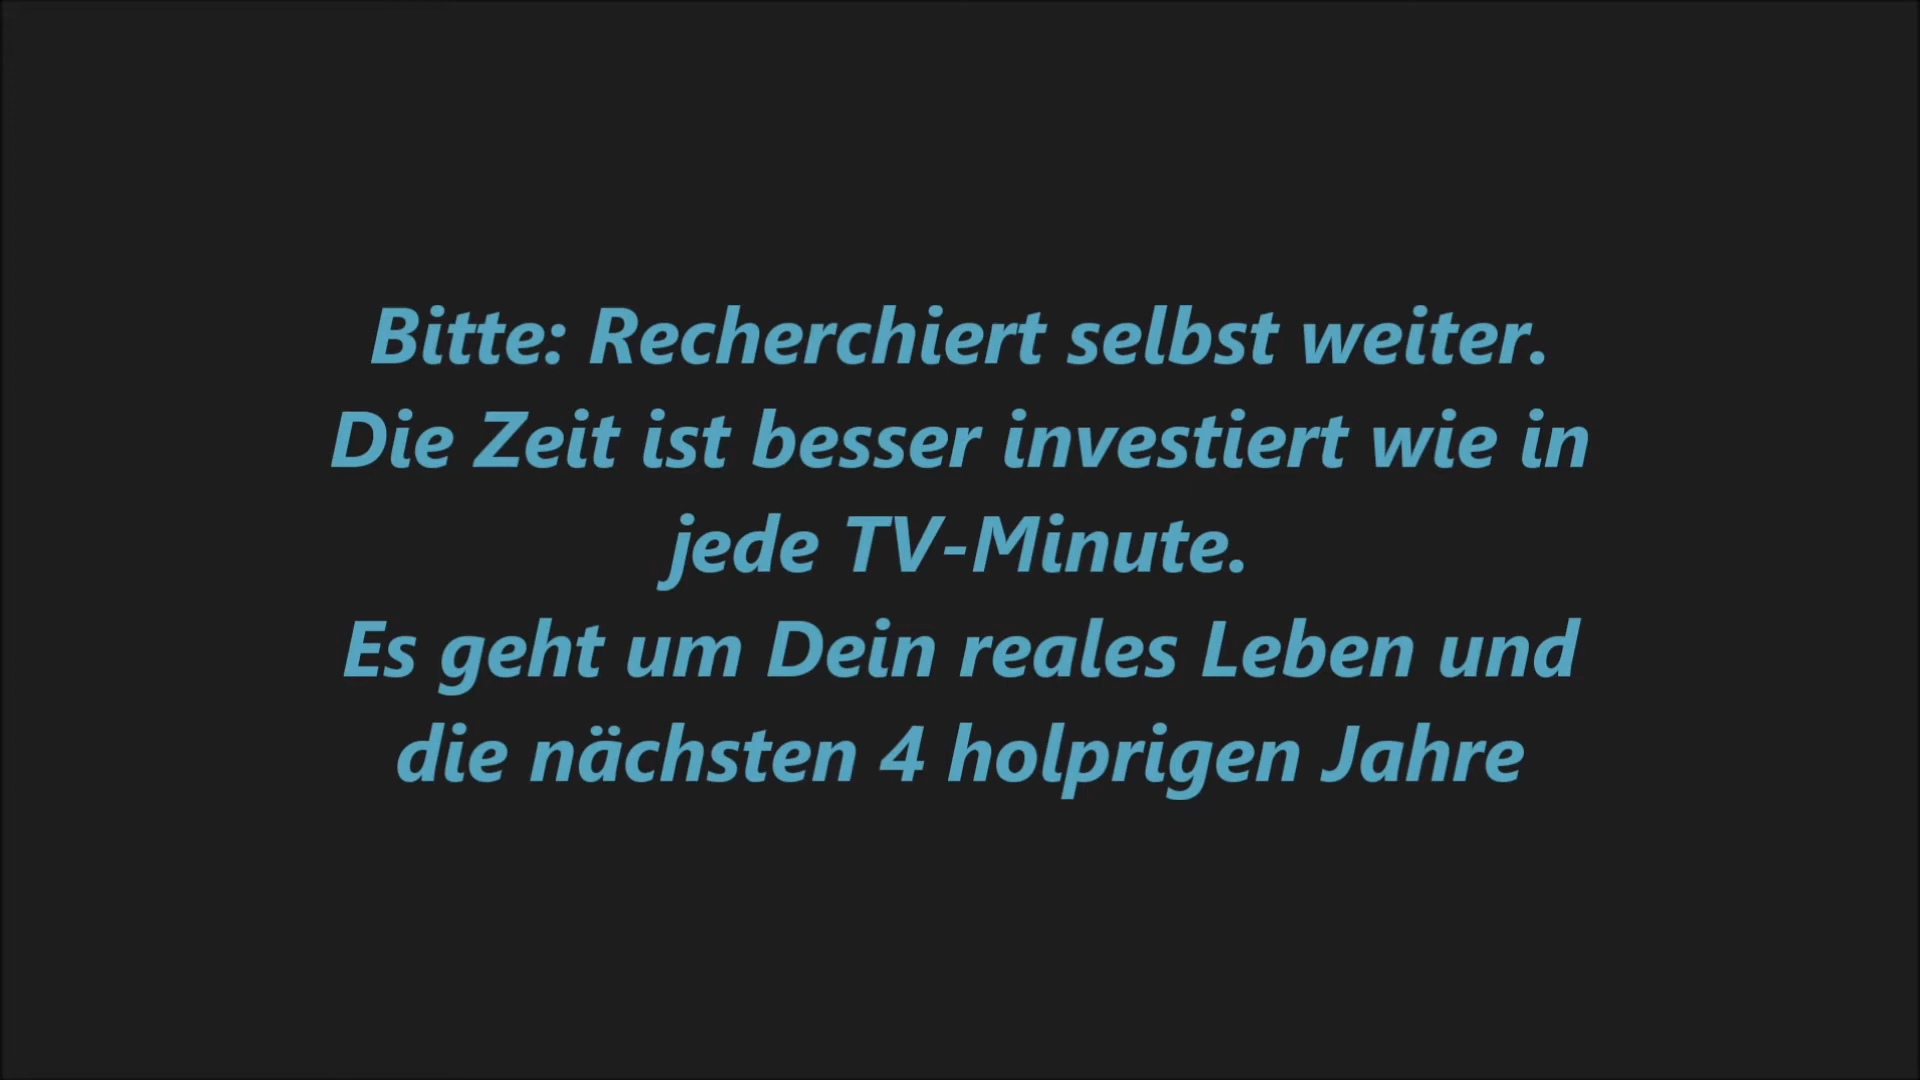 Bitte: Recherchiert selbst weiter.
Die Zeit ist besser investiert wie in
jede TV-Minute.
Es geht um Dein reales Leben und
die nächsten 4 holprigen Jahre